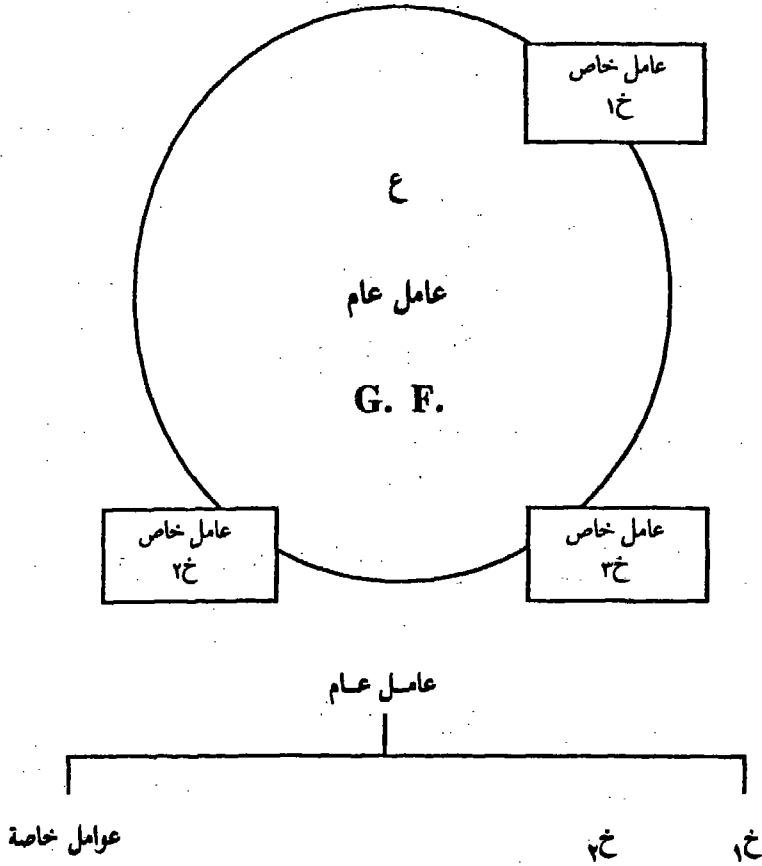 عامل خاص
خ١
ع
عامل عام
G. F.
عامل خاص
خ٣
عامل خاص
خ٢
عامل عام
خ١ خ٢ عوامل خاصة